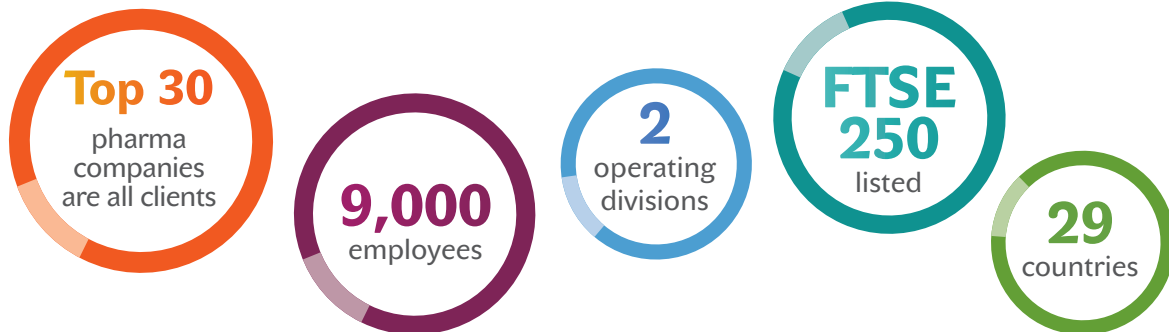 Top 30
pharma
companies
are all clients
9,000
employees
2
operating
divisions
FTSE
250
listed
29
countries